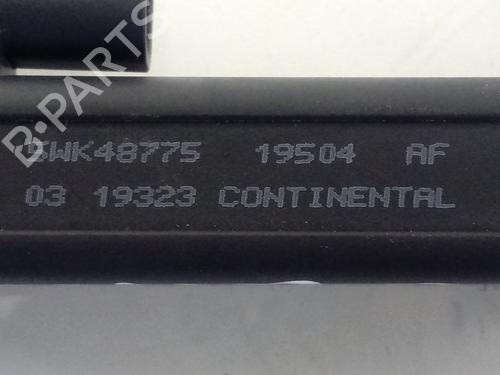 B-PARTS
5WK48775 19504 AF
03 19323 CONTINENTAL